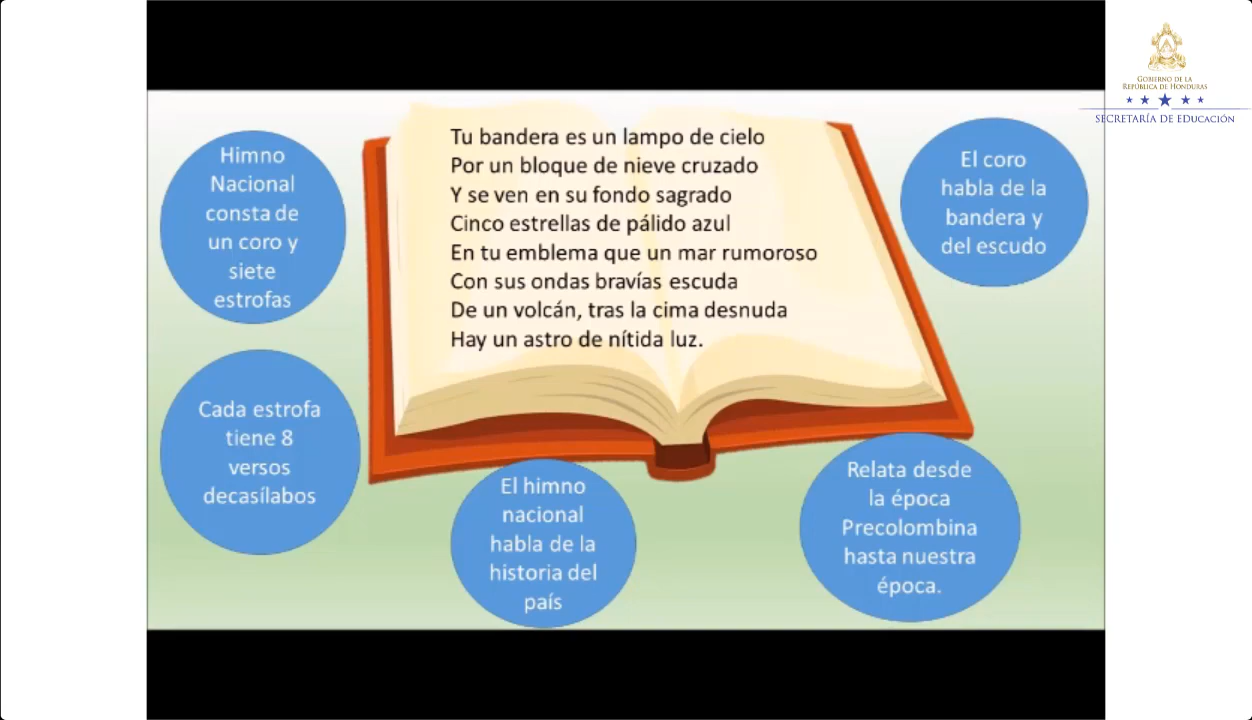 GOBIERNO DE LA
REPÚBLICA DE HONDURAS
SECRETARÍA DE EDUCACIÓN
Himno
Nacional
consta de
un coro y
siete
estrofas
Tu bandera es un lampo de cielo
Por un bloque de nieve cruzado
Y se ven en su fondo sagrado
Cinco estrellas de pálido azul
En tu emblema que un mar rumoroso
Con sus ondas bravías escuda
De un volcán, tras la cima desnuda
Hay un astro de nítida luz.
El coro
habla de la
bandera y
del escudo
Cada estrofa
tiene 8
versos
decasílabos
El himno
nacional
habla de la
historia del
país
Relata desde
la época
Precolombina
hasta nuestra
época.